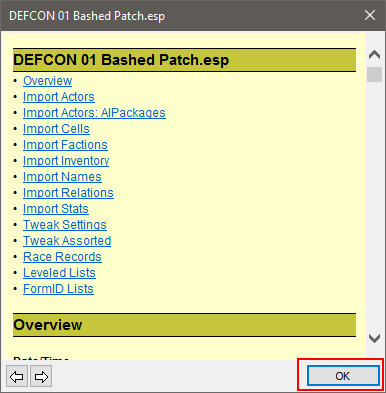 DEFCON 01 Bashed Patch.esp
DEFCON 01 Bashed Patch.esp
• Overview
• Import Actors
• Import Actors: AIPackages
• Import Cells
• Import Factions
• Import Inventory
• Import Names
• Import Relations
• Import Stats
• Tweak Settings
• Tweak Assorted
• Race Records
• Leveled Lists
• FormID Lists
Overview
Date/Time
OK